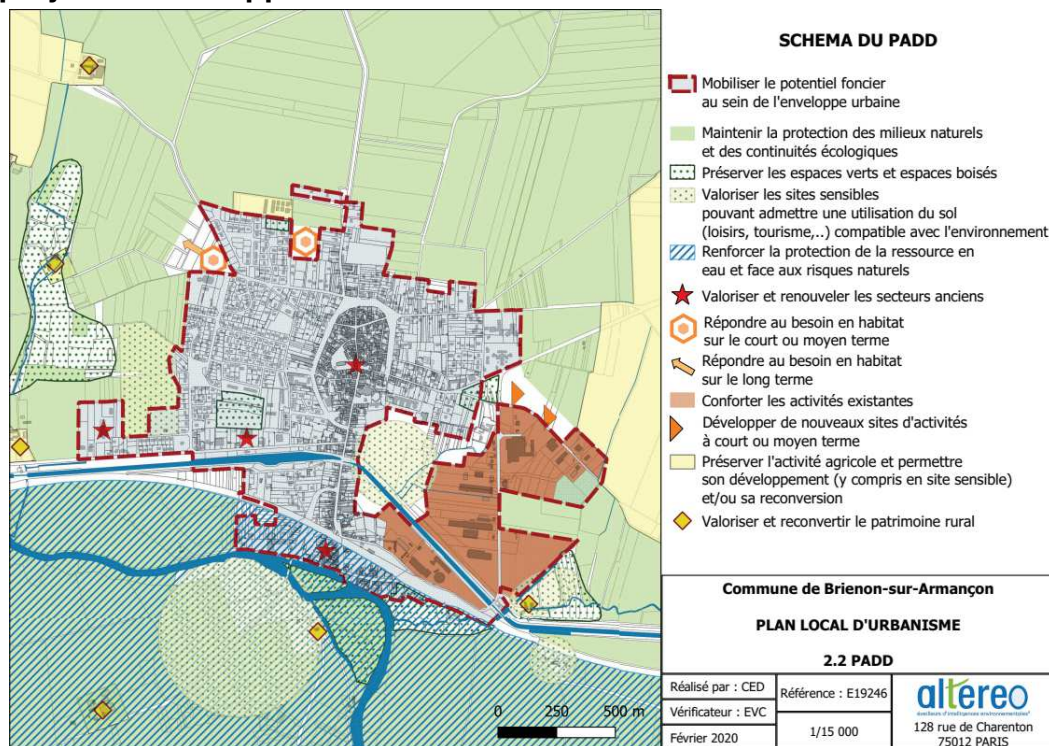 SCHEMA DU PADD
Mobiliser le potentiel foncier
au sein de l'enveloppe urbaine
Maintenir la protection des milieux naturels
et des continuités écologiques
Préserver les espaces verts et espaces boisés
Valoriser les sites sensibles
pouvant admettre une utilisation du sol
(loisirs, tourisme,..) compatible avec l'environnement
Renforcer la protection de la ressource en
eau et face aux risques naturels
Valoriser et renouveler les secteurs anciens
Répondre au besoin en habitat
sur le court ou moyen terme
Répondre au besoin en habitat
sur le long terme
Conforter les activités existantes
Développer de nouveaux sites d'activités
à court ou moyen terme
Préserver l'activité agricole et permettre
son développement (y compris en site sensible)
et/ou sa reconversion
Valoriser et reconvertir le patrimoine rural
0 250 500 m
Commune de Brienon-sur-Armançon
PLAN LOCAL D'URBANISME
2.2 PADD
Réalisé par : CED
Référence : E19246
Vérificateur : EVC
Février 2020
1/15 000
altereo
128 rue de Charenton
75012 PARIS